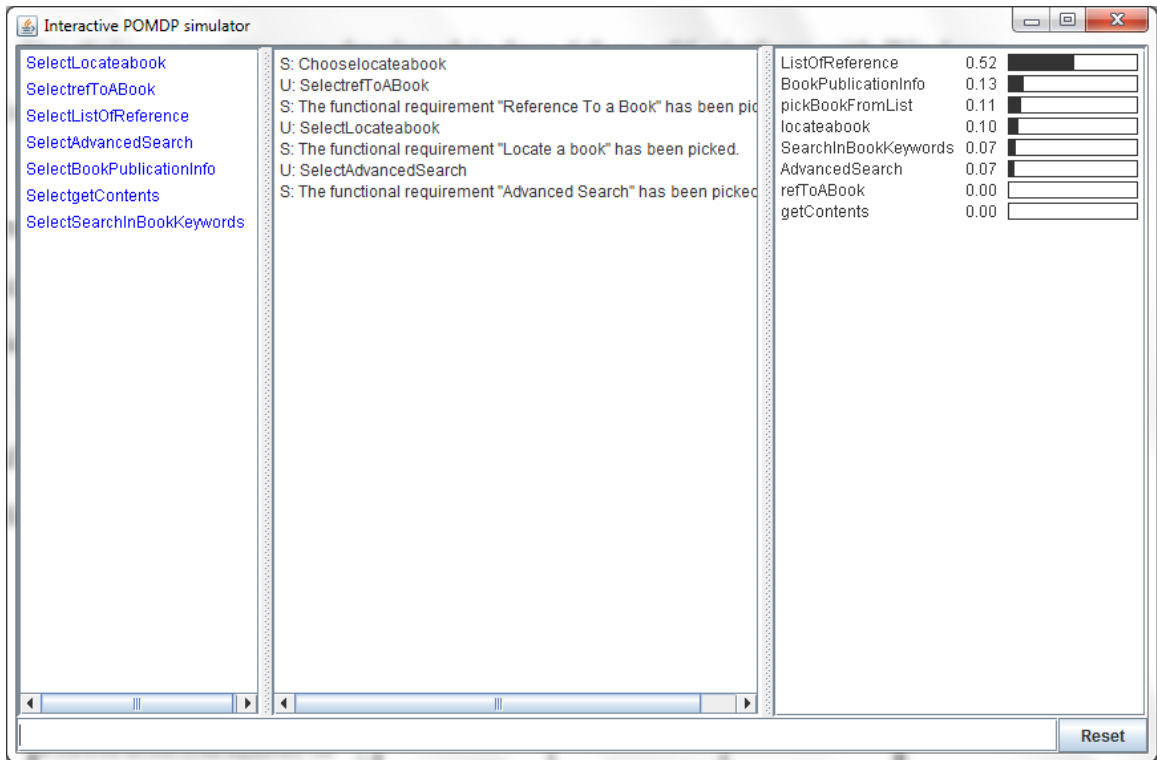 Interactive POMDP simulator
SelectLocateabook
SelectrefToABook
SelectListOfReference
SelectAdvancedSearch
SelectBookPublicationInfo
SelectgetContents
SelectSearchInBookKeywords
S: Chooselocateabook
U: SelectrefToABook
S: The functional requirement "Reference To a Book" has been pic
U: SelectLocateabook
S: The functional requirement "Locate a book" has been picked.
U: SelectAdvancedSearch
S: The functional requirement "Advanced Search" has been picked
ListOfReference 0.52
BookPublicationInfo 0.13
pickBookFromList 0.11
locateabook 0.10
SearchInBookKeywords 0.07
AdvancedSearch 0.07
refToABook 0.00
getContents 0.00
Reset